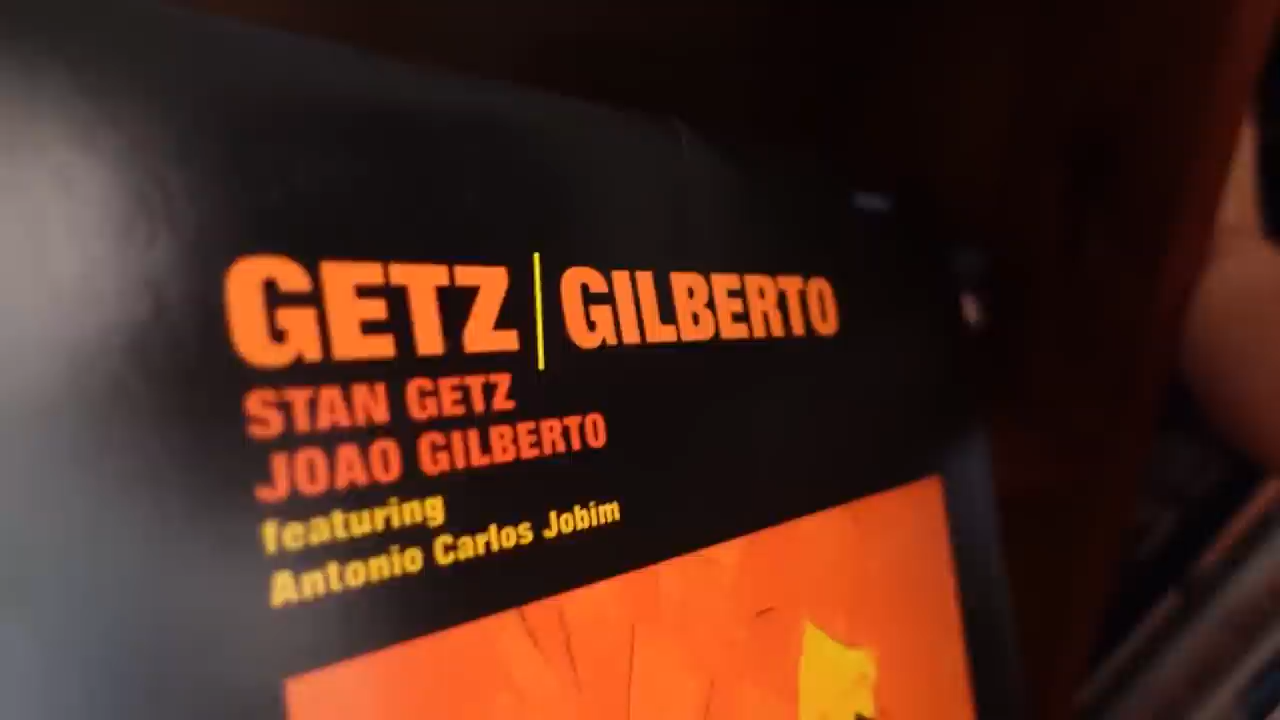 GETZ | GILBERTO
STAN GETZ
JOAO GILBERTO
featuring
Antonio Carlos Jobim